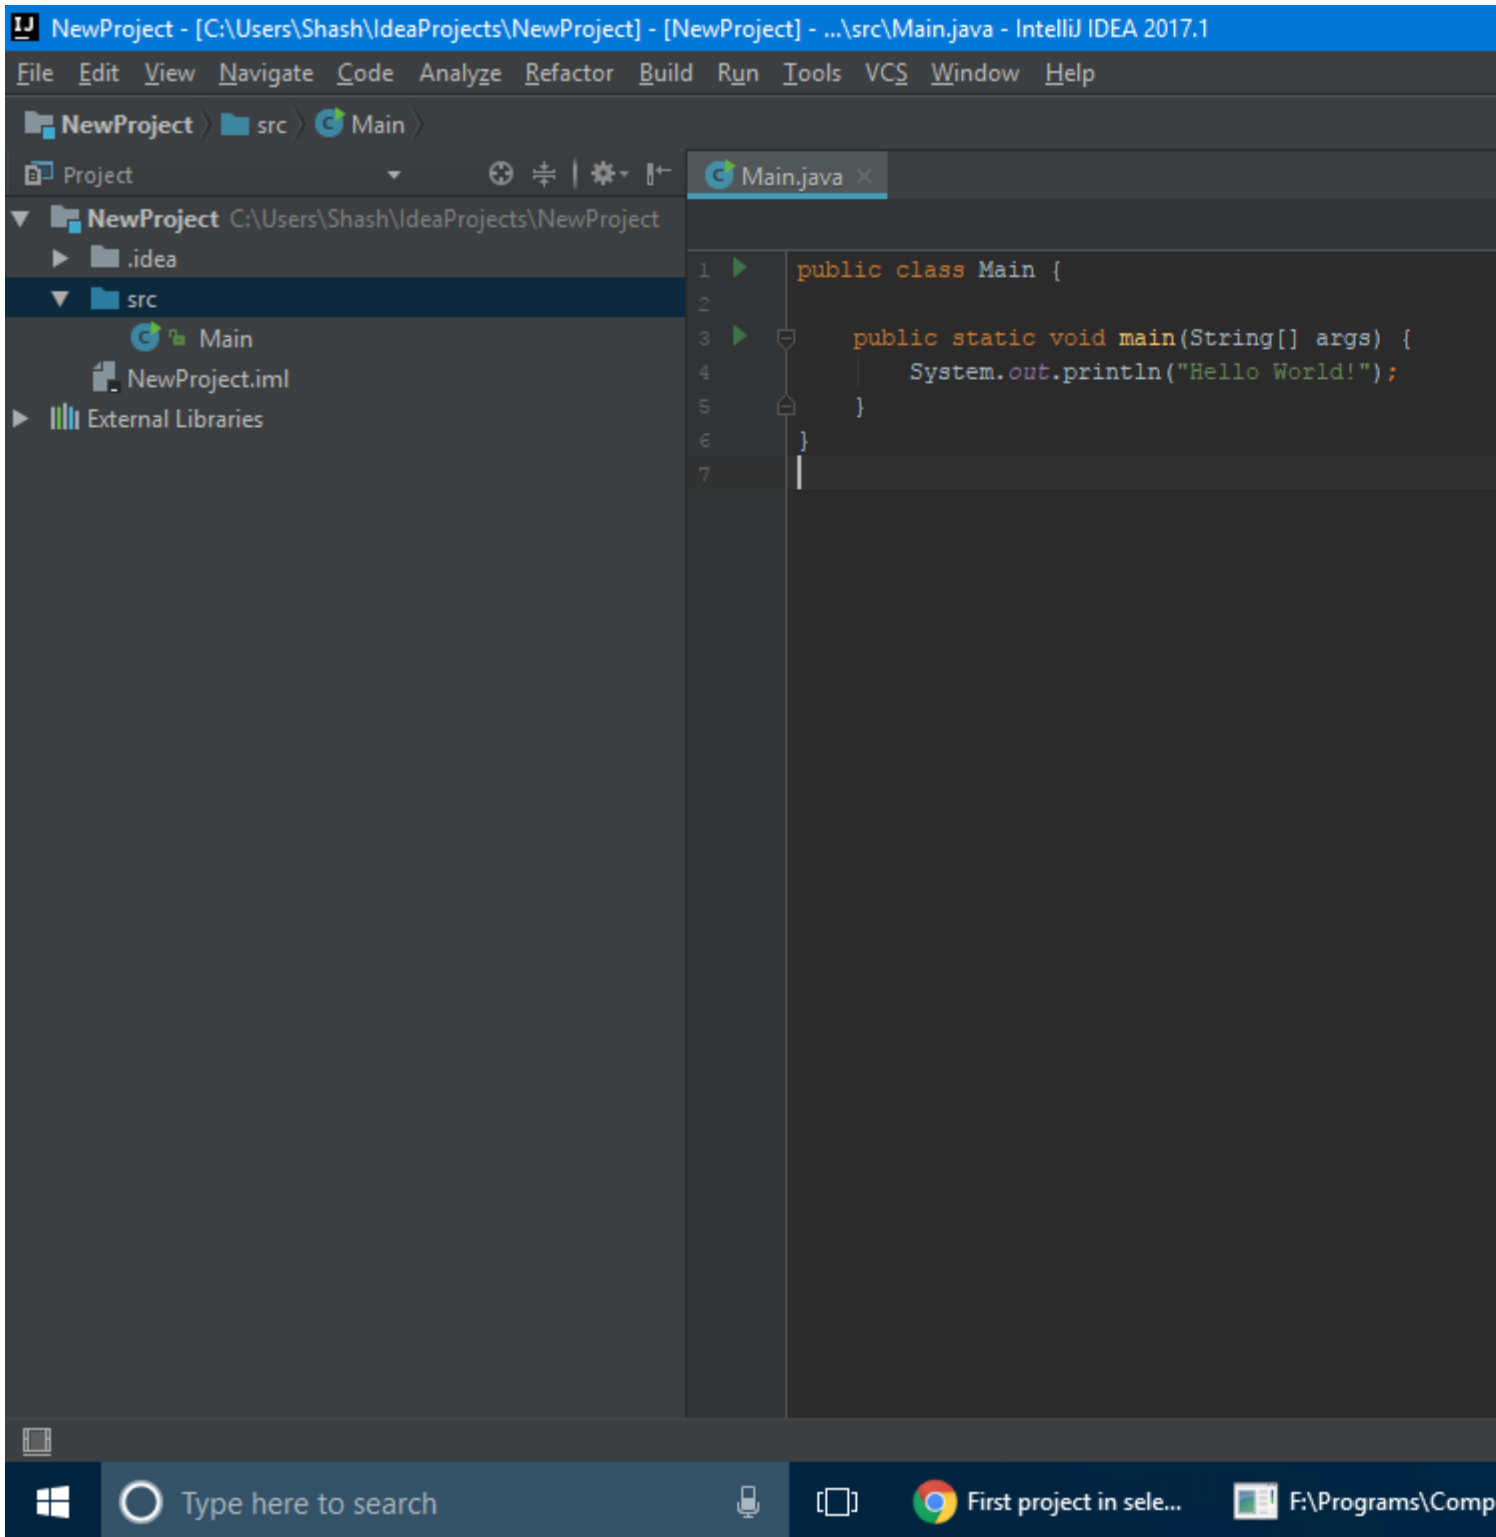 NewProject - [C:\Users\Shash\IdeaProjects\NewProject] - [NewProject] - ...\src\Main.java - IntelliJ IDEA 2017.1
File Edit View Navigate Code Analyze Refactor Build Run Tools VCS Window Help
NewProject src Main
Project
Main.java
NewProject C:\Users\Shash\IdeaProjects\NewProject
.idea
src
Main
NewProject.iml
External Libraries
1 public class Main {
2
3 public static void main(String[] args) {
4 System.out.println("Hello World!");
5 }
6 }
7
Type here to search
First project in sele...
F:\Programs\Comp